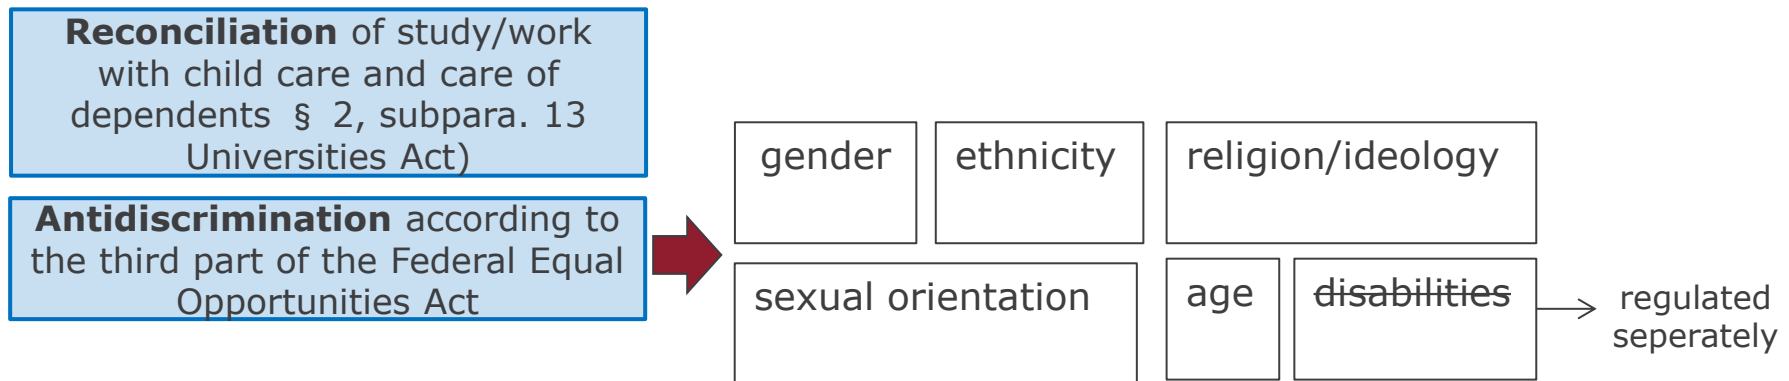 Reconciliation of study/work
with child care and care of
dependents § 2, subpara. 13
Universities Act)
Antidiscrimination according to
the third part of the Federal Equal
Opportunities Act
gender
ethnicity
religion/ideology
sexual orientation
age
disabilities
regulated
seperately